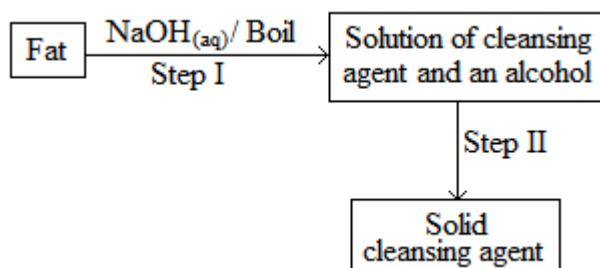 Fat
NaOH(aq)/ Boil
Step I
Solution of cleansing
agent and an alcohol
Step II
Solid
cleansing agent